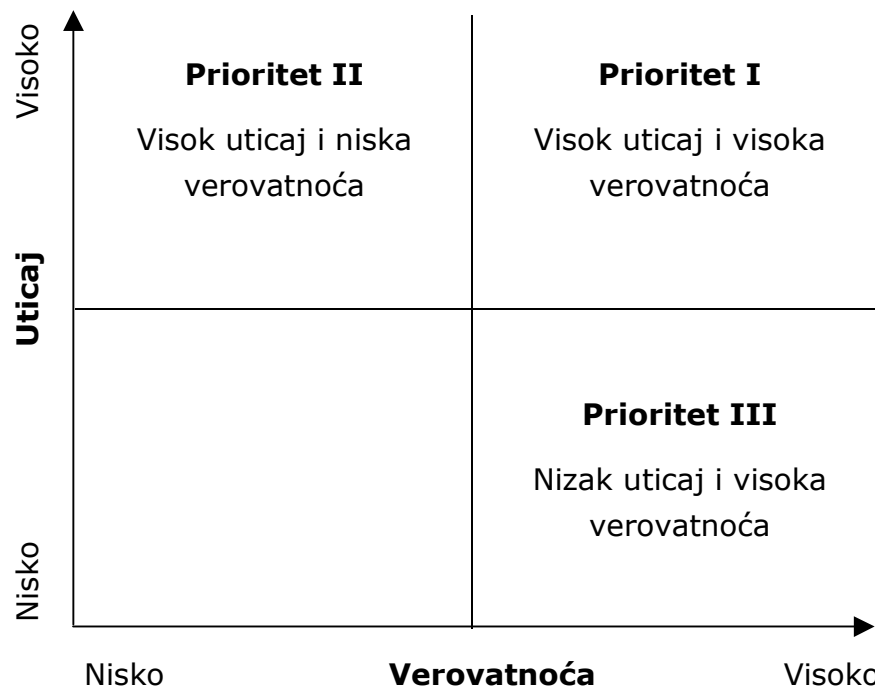 Visoko
Prioritet II
Visok uticaj i niska
verovatnoća
Prioritet I
Visok uticaj i visoka
verovatnoća
Uticaj
Prioritet III
Nizak uticaj i visoka
verovatnoća
Nisko
Nisko
Verovatnoća
Visoko